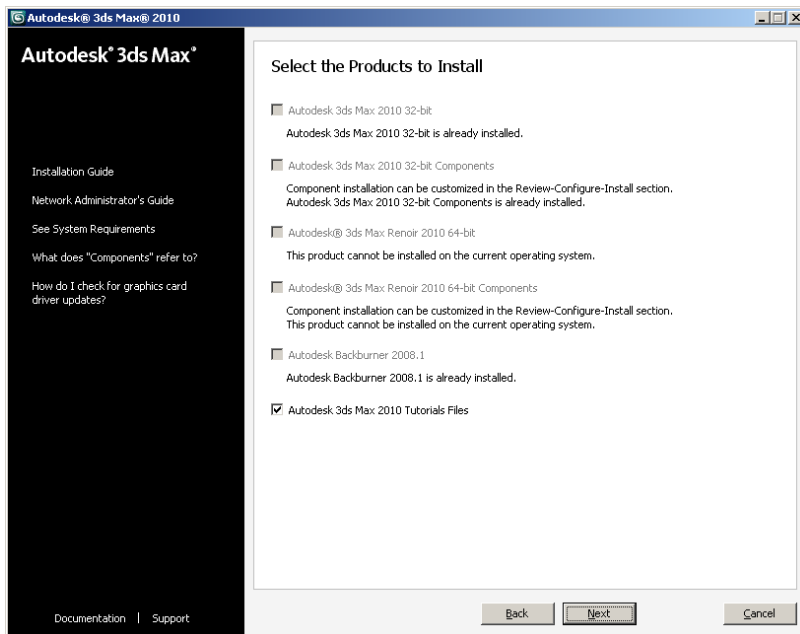 Autodesk® 3ds Max® 2010
Autodesk® 3ds Max®
Installation Guide
Network Administrator's Guide
See System Requirements
What does "Components" refer to?
How do I check for graphics card
driver updates?
Documentation | Support
Select the Products to Install
Autodesk 3ds Max 2010 32-bit
Autodesk 3ds Max 2010 32-bit is already installed.
Autodesk 3ds Max 2010 32-bit Components
Component installation can be customized in the Review-Configure-Install section.
Autodesk 3ds Max 2010 32-bit Components is already installed.
Autodesk® 3ds Max Renoir 2010 64-bit
This product cannot be installed on the current operating system.
Autodesk® 3ds Max Renoir 2010 64-bit Components
Component installation can be customized in the Review-Configure-Install section.
This product cannot be installed on the current operating system.
Autodesk Backburner 2008.1
Autodesk Backburner 2008.1 is already installed.
Autodesk 3ds Max 2010 Tutorials Files
Back
Next
Cancel